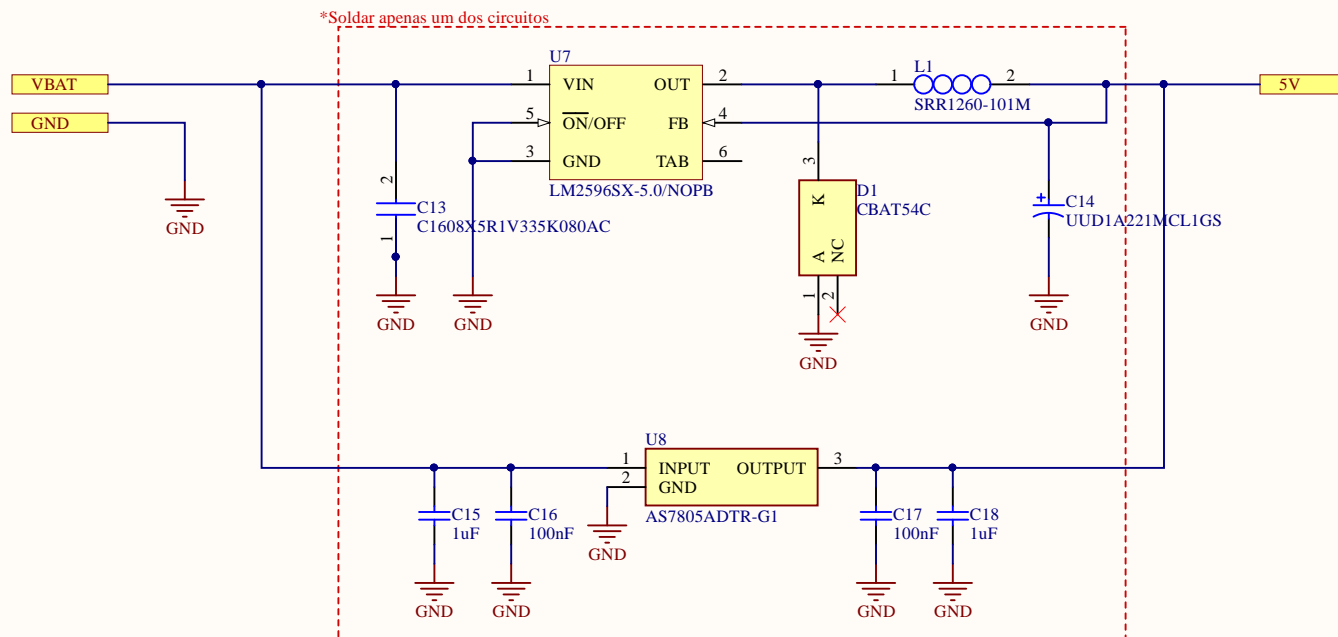 *Soldar apenas um dos circuitos
U7
VBAT
1 VIN OUT 2
1 L1 2
SRR1260-101M
5V
GND
5 ON/OFF FB 4
3 GND TAB 6
LM2596SX-5.0/NOPB
GND
2
C13
C1608X5R1V335K080AC
1
GND
GND
3
K
D1
CBAT54C
A
NC
1
2
GND
+
C14
UUD1A221MCL1GS
GND
U8
1 INPUT OUTPUT 3
2 GND
AS7805ADTR-G1
GND
C15
1uF
GND
C16
100nF
GND
C17
100nF
GND
C18
1uF
GND